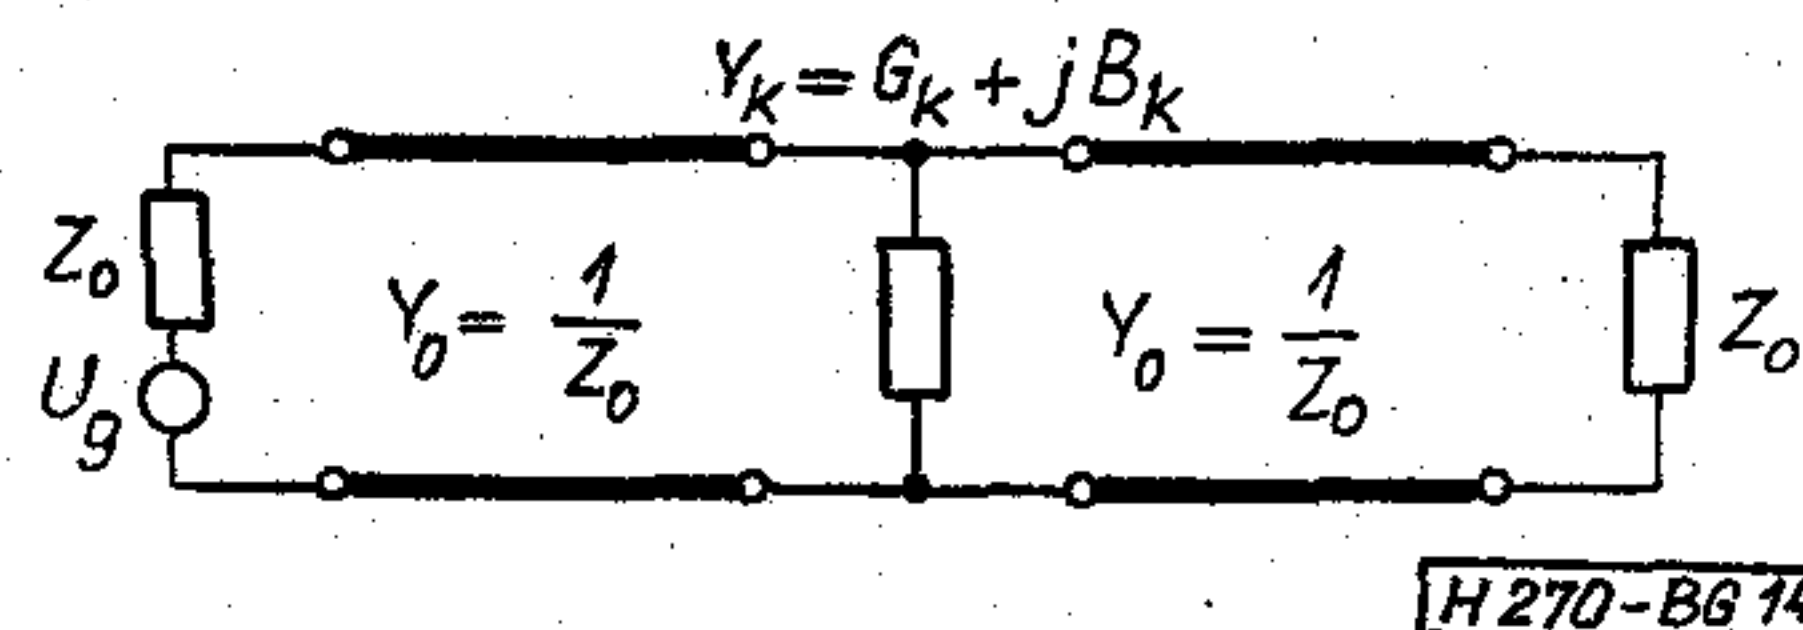 Y_K = G_K + jB_K
Z_0
Y_0 = 1/Z_0
Y_0 = 1/Z_0
Z_0
U_g
H 270-BG 14